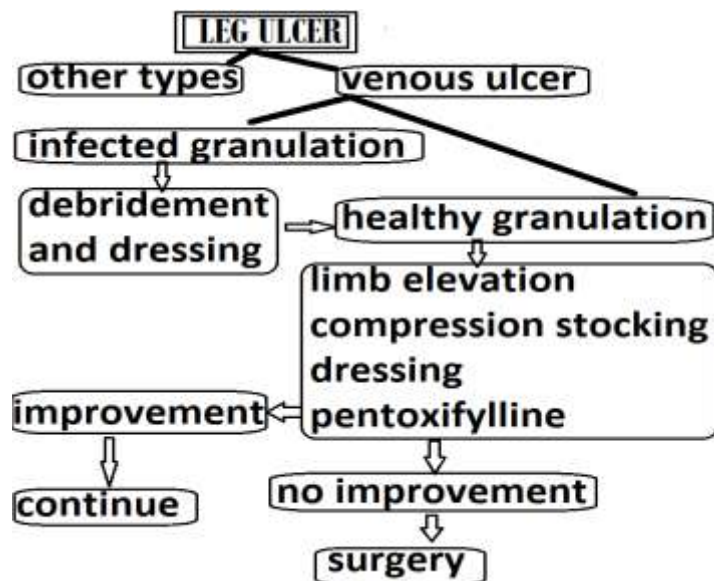 LEG ULCER
other types
venous ulcer
infected granulation
debridement
and dressing
healthy granulation
limb elevation
compression stocking
dressing
pentoxifylline
improvement
continue
no improvement
surgery